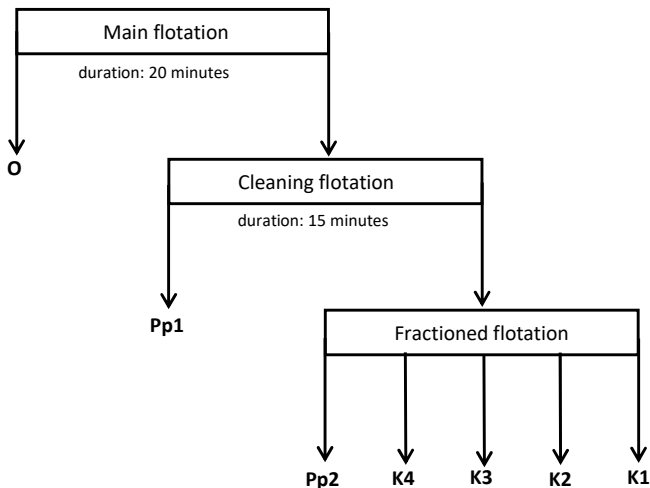 Main flotation
duration: 20 minutes
O
Cleaning flotation
duration: 15 minutes
Pp1
Fractioned flotation
Pp2 K4 K3 K2 K1